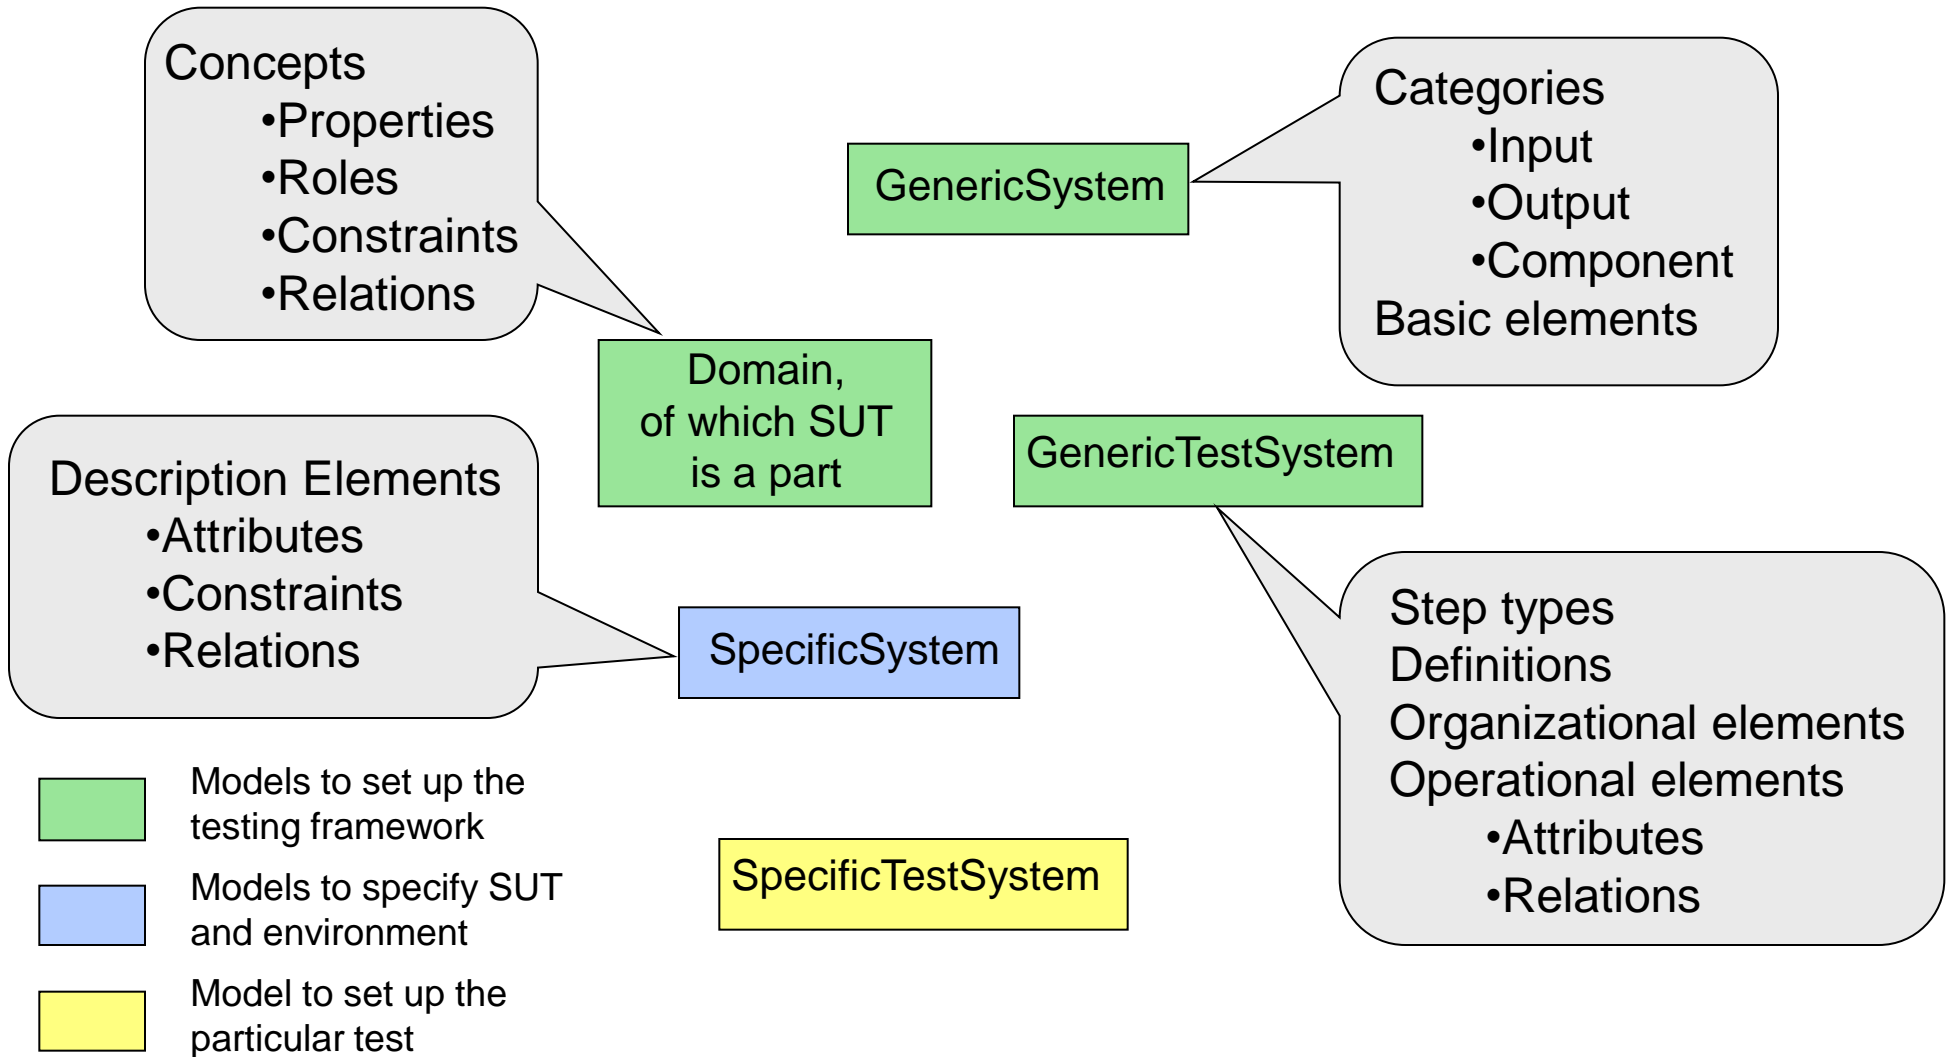 Concepts
•Properties
•Roles
•Constraints
•Relations
GenericSystem
Categories
•Input
•Output
•Component
Basic elements
Domain,
of which SUT
is a part
GenericTestSystem
Description Elements
•Attributes
•Constraints
•Relations
SpecificSystem
Step types
Definitions
Organizational elements
Operational elements
•Attributes
•Relations
SpecificTestSystem
Models to set up the
testing framework
Models to specify SUT
and environment
Model to set up the
particular test